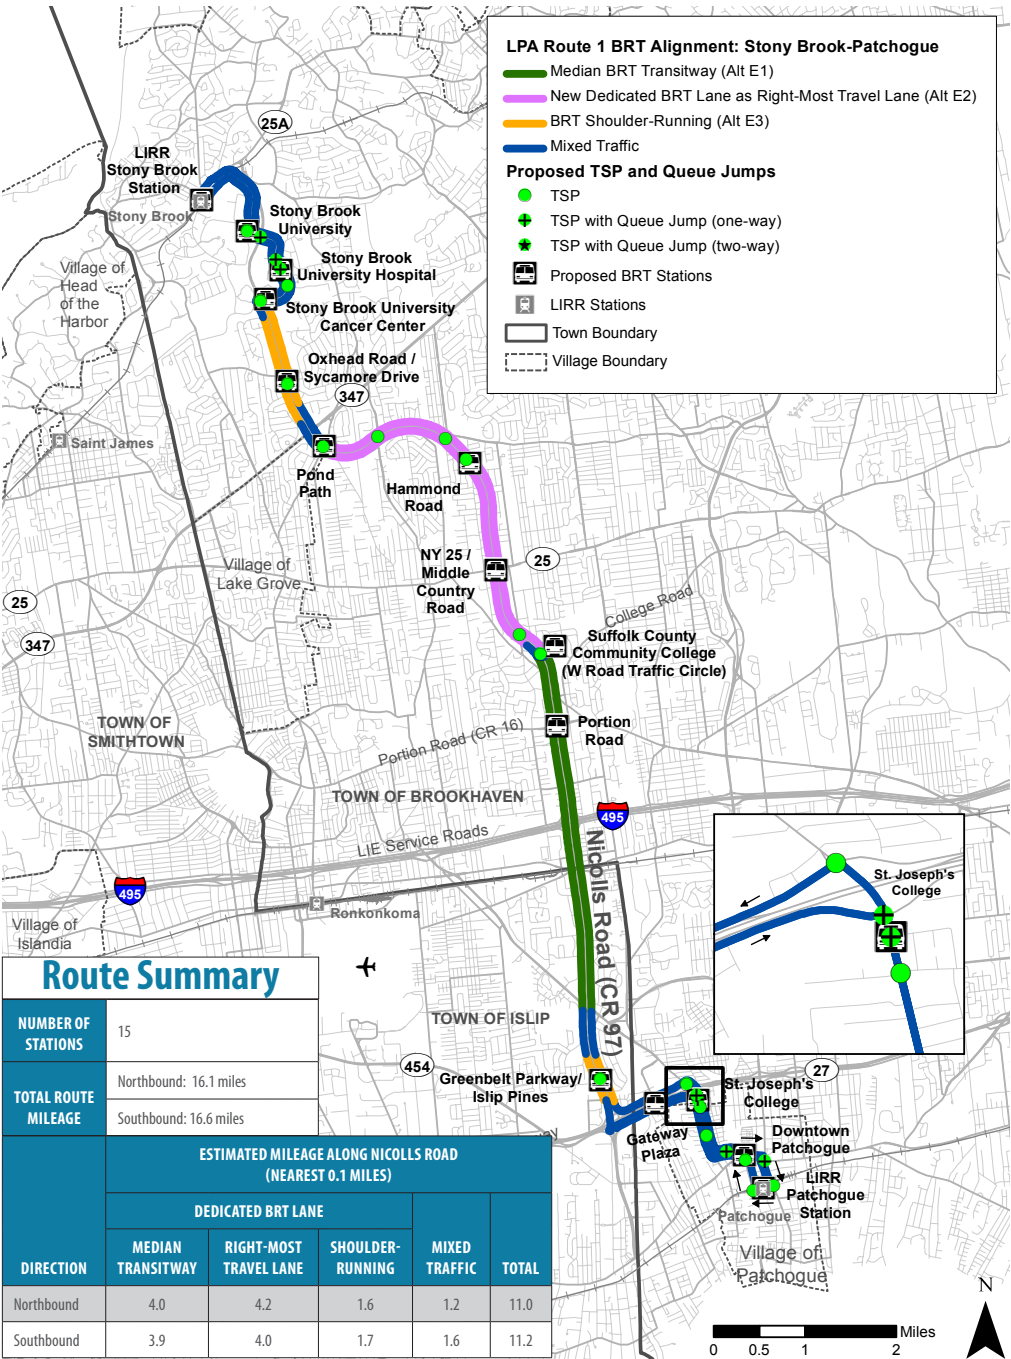 LPA Route 1 BRT Alignment: Stony Brook-Patchogue
Median BRT Transitway (Alt E1)
New Dedicated BRT Lane as Right-Most Travel Lane (Alt E2)
BRT Shoulder-Running (Alt E3)
Mixed Traffic
Proposed TSP and Queue Jumps
TSP
TSP with Queue Jump (one-way)
TSP with Queue Jump (two-way)
Proposed BRT Stations
LIRR Stations
Town Boundary
Village Boundary
25A
LIRR
Stony Brook
Station
Stony Brook
Stony Brook
University
Stony Brook
University Hospital
Village of
Head
of the
Harbor
Stony Brook University
Cancer Center
Oxhead Road /
Sycamore Drive
347
Saint James
Pond
Path
Hammond
Road
NY 25 /
Middle
Country
Road
25
Village of
Lake Grove
25
347
College Road
Suffolk County
Community College
(W Road Traffic Circle)
TOWN OF
SMITHTOWN
Portion Road (CR 16)
Portion
Road
TOWN OF BROOKHAVEN
495
LIE Service Roads
Nicolls Road (CR 97)
495
Ronkonkoma
Village of
Islandia
St. Joseph's
College
TOWN OF ISLIP
454
27
Greenbelt Parkway/
Islip Pines
St. Joseph's
College
Gateway
Plaza
way
Downtown
Patchogue
LIRR
Patchogue
Station
Patchogue
Village of
Patchogue
N
Miles
0 0.5 1 2
Route Summary
NUMBER OF
STATIONS
15
TOTAL ROUTE
MILEAGE
Northbound: 16.1 miles
Southbound: 16.6 miles
ESTIMATED MILEAGE ALONG NICOLLS ROAD
(NEAREST 0.1 MILES)
DEDICATED BRT LANE
DIRECTION MEDIAN TRANSITWAY RIGHT-MOST TRAVEL LANE SHOULDER-RUNNING MIXED TRAFFIC TOTAL
Northbound 4.0 4.2 1.6 1.2 11.0
Southbound 3.9 4.0 1.7 1.6 11.2